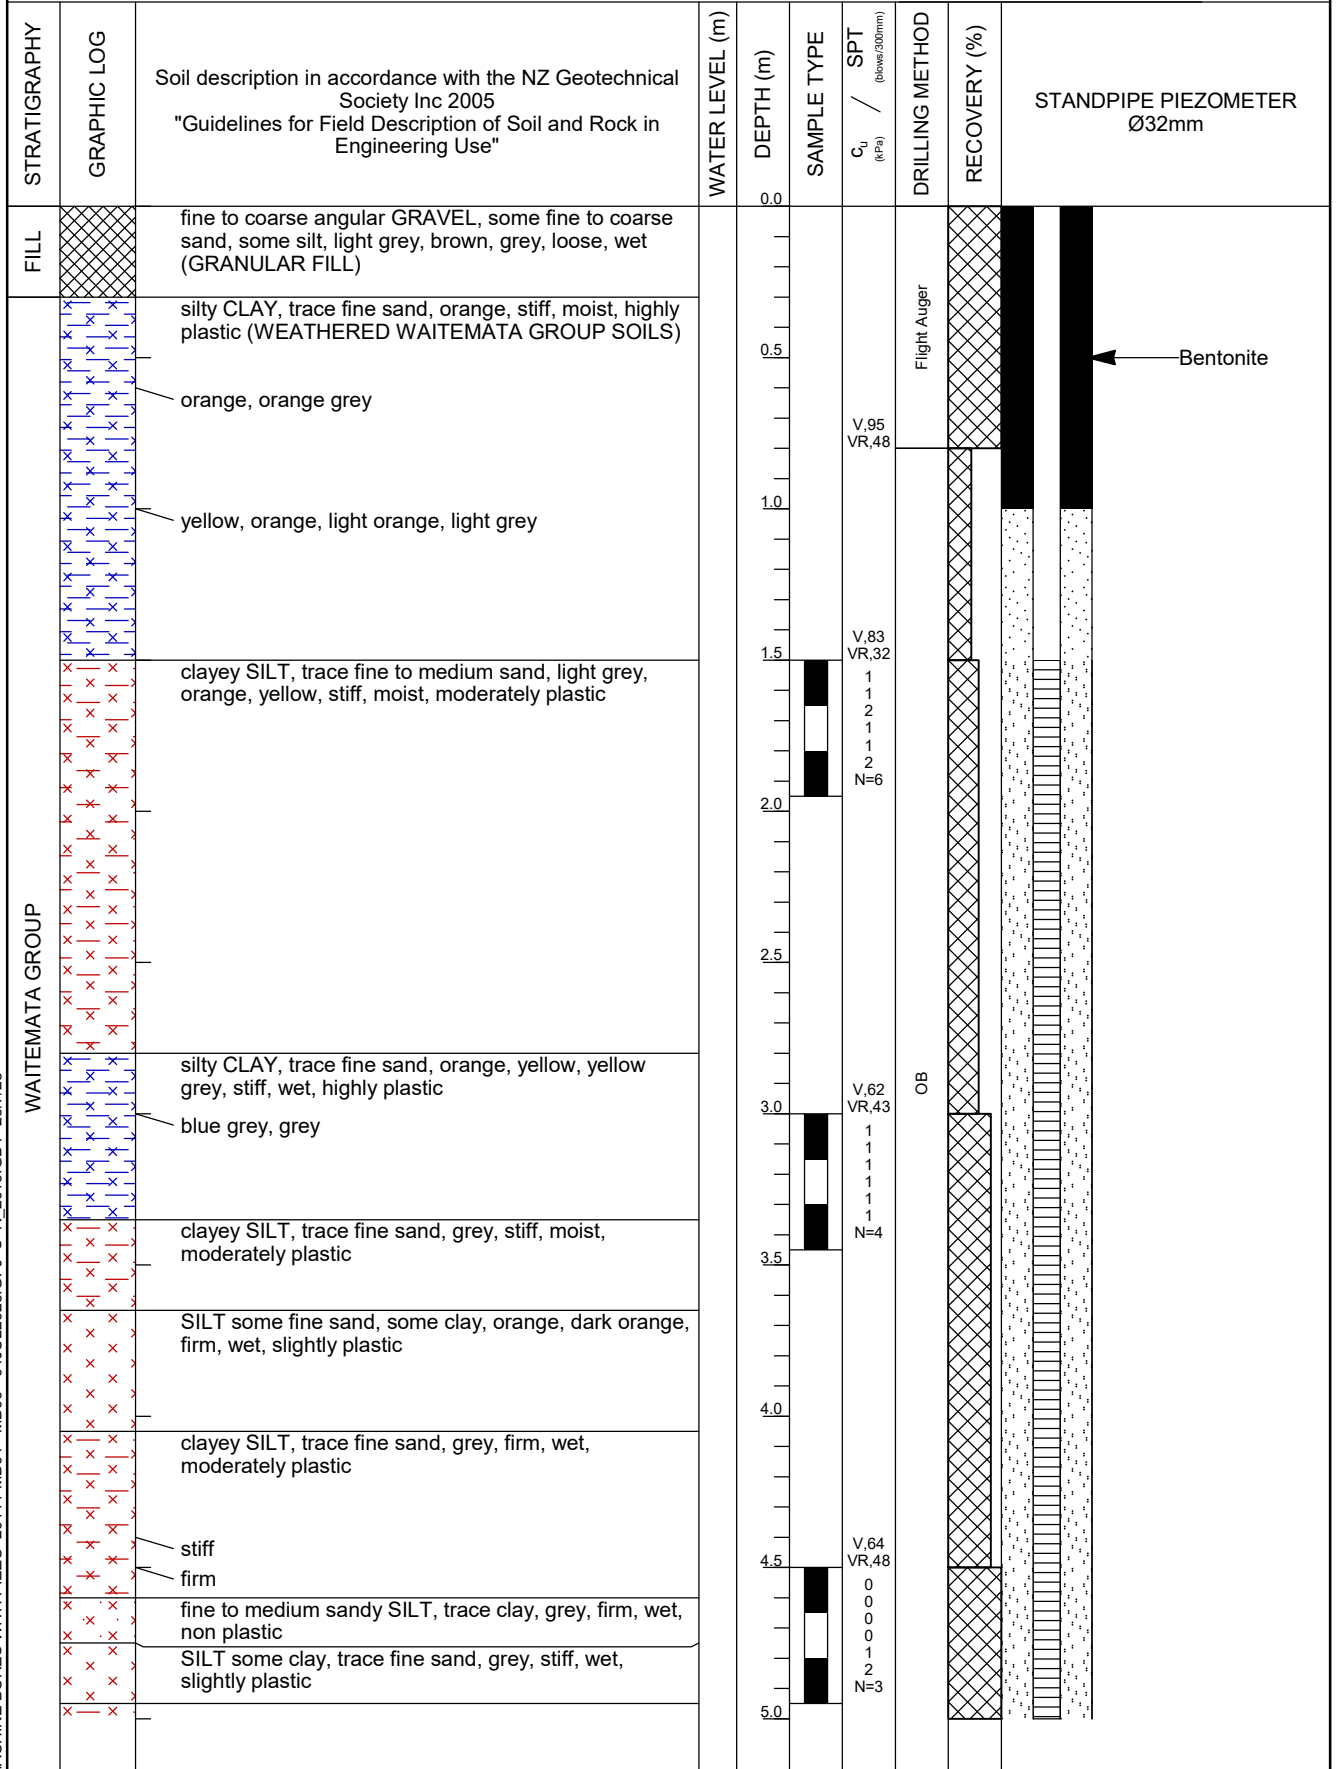 STRATIGRAPHY
GRAPHIC LOG
Soil description in accordance with the NZ Geotechnical
Society Inc 2005
"Guidelines for Field Description of Soil and Rock in
Engineering Use"
WATER LEVEL (m)
DEPTH (m)
SAMPLE TYPE
SPT
(blows/300mm)
/
cu
(kPa)
DRILLING METHOD
RECOVERY (%)
STANDPIPE PIEZOMETER
Ø32mm
0.0
FILL
fine to coarse angular GRAVEL, some fine to coarse
sand, some silt, light grey, brown, grey, loose, wet
(GRANULAR FILL)
WAITEMATA GROUP
silty CLAY, trace fine sand, orange, stiff, moist, highly
plastic (WEATHERED WAITEMATA GROUP SOILS)
Flight Auger
0.5
Bentonite
orange, orange grey
V,95
VR,48
1.0
yellow, orange, light orange, light grey
V,83
VR,32
1.5
clayey SILT, trace fine to medium sand, light grey,
orange, yellow, stiff, moist, moderately plastic
1
1
2
1
1
2
N=6
2.0
2.5
silty CLAY, trace fine sand, orange, yellow, yellow
grey, stiff, wet, highly plastic
OB
V,62
VR,43
3.0
blue grey, grey
1
1
1
1
1
1
N=4
clayey SILT, trace fine sand, grey, stiff, moist,
moderately plastic
3.5
SILT some fine sand, some clay, orange, dark orange,
firm, wet, slightly plastic
4.0
clayey SILT, trace fine sand, grey, firm, wet,
moderately plastic
stiff
V,64
VR,48
4.5
firm
0
0
0
0
1
2
N=3
fine to medium sandy SILT, trace clay, grey, firm, wet,
non plastic
SILT some clay, trace fine sand, grey, stiff, wet,
slightly plastic
5.0